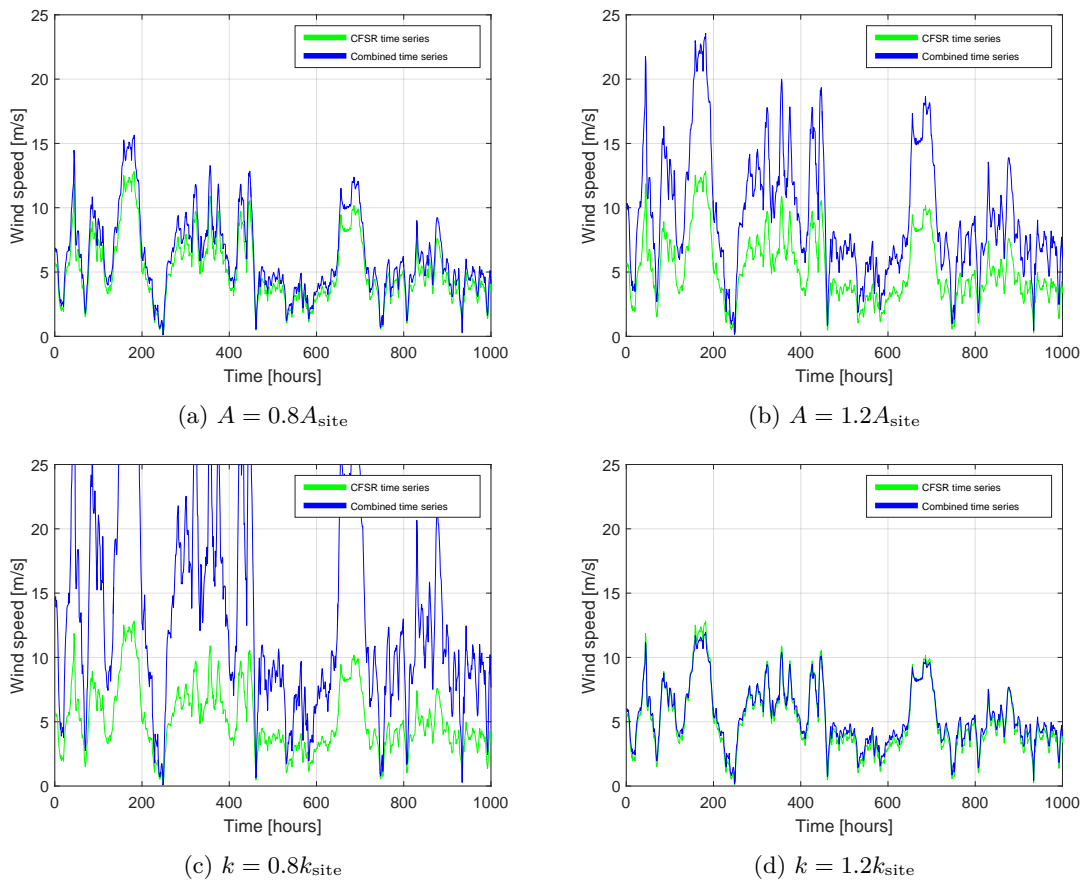 25
20
15
10
5
0
Wind speed [m/s]
CFSR time series
Combined time series
0 200 400 600 800 1000
Time [hours]
(a) A = 0.8A_site
25
20
15
10
5
0
Wind speed [m/s]
CFSR time series
Combined time series
0 200 400 600 800 1000
Time [hours]
(b) A = 1.2A_site
25
20
15
10
5
0
Wind speed [m/s]
CFSR time series
Combined time series
0 200 400 600 800 1000
Time [hours]
(c) k = 0.8k_site
25
20
15
10
5
0
Wind speed [m/s]
CFSR time series
Combined time series
0 200 400 600 800 1000
Time [hours]
(d) k = 1.2k_site